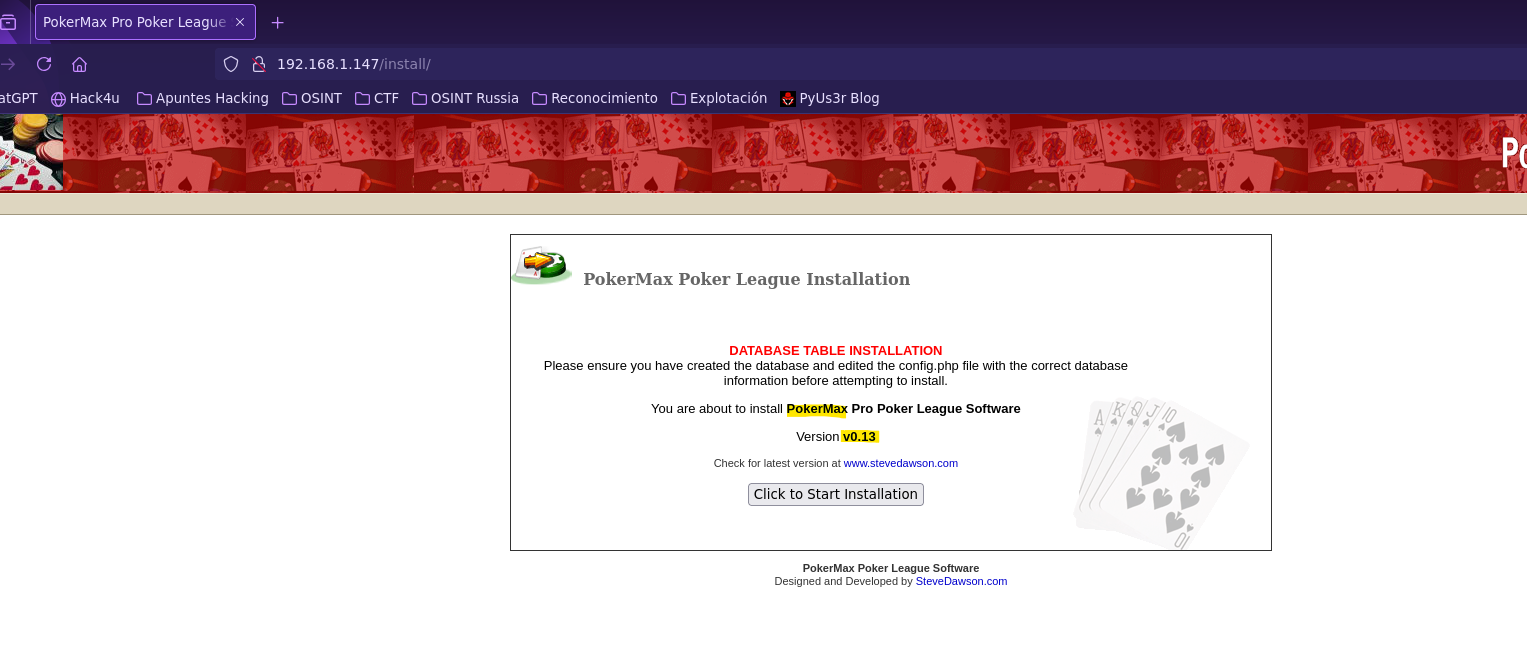 PokerMax Pro Poker League
192.168.1.147/install/
atGPT Hack4u Apuntes Hacking OSINT CTF OSINT Russia Reconocimiento Explotación PyUs3r Blog
Po
PokerMax Poker League Installation
DATABASE TABLE INSTALLATION
Please ensure you have created the database and edited the config.php file with the correct database
information before attempting to install.
You are about to install PokerMax Pro Poker League Software
Version v0.13
Check for latest version at www.stevedawson.com
Click to Start Installation
A K Q J 10
10
PokerMax Poker League Software
Designed and Developed by SteveDawson.com